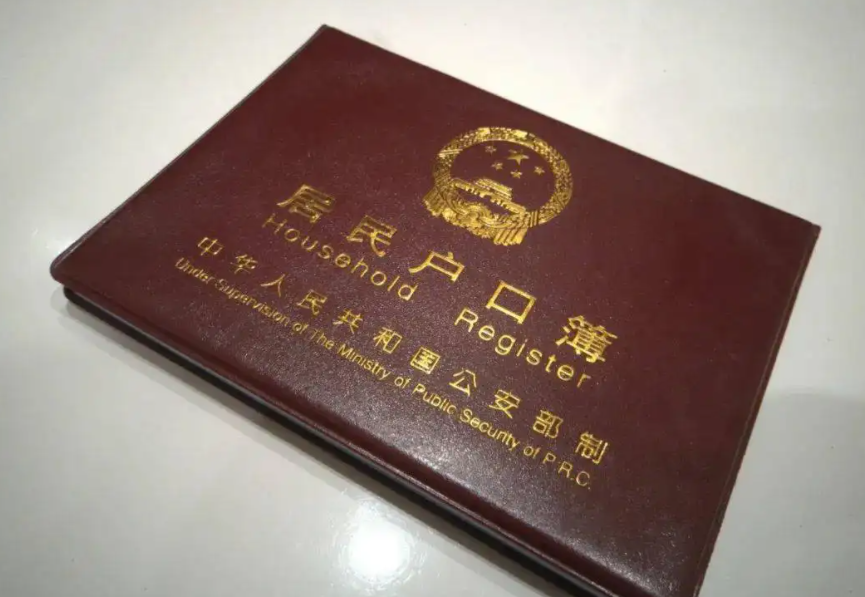 居民户口簿
Household Register
中华人民共和国公安部制
Under Supervision of The Ministry of Public Security of P.R.C.